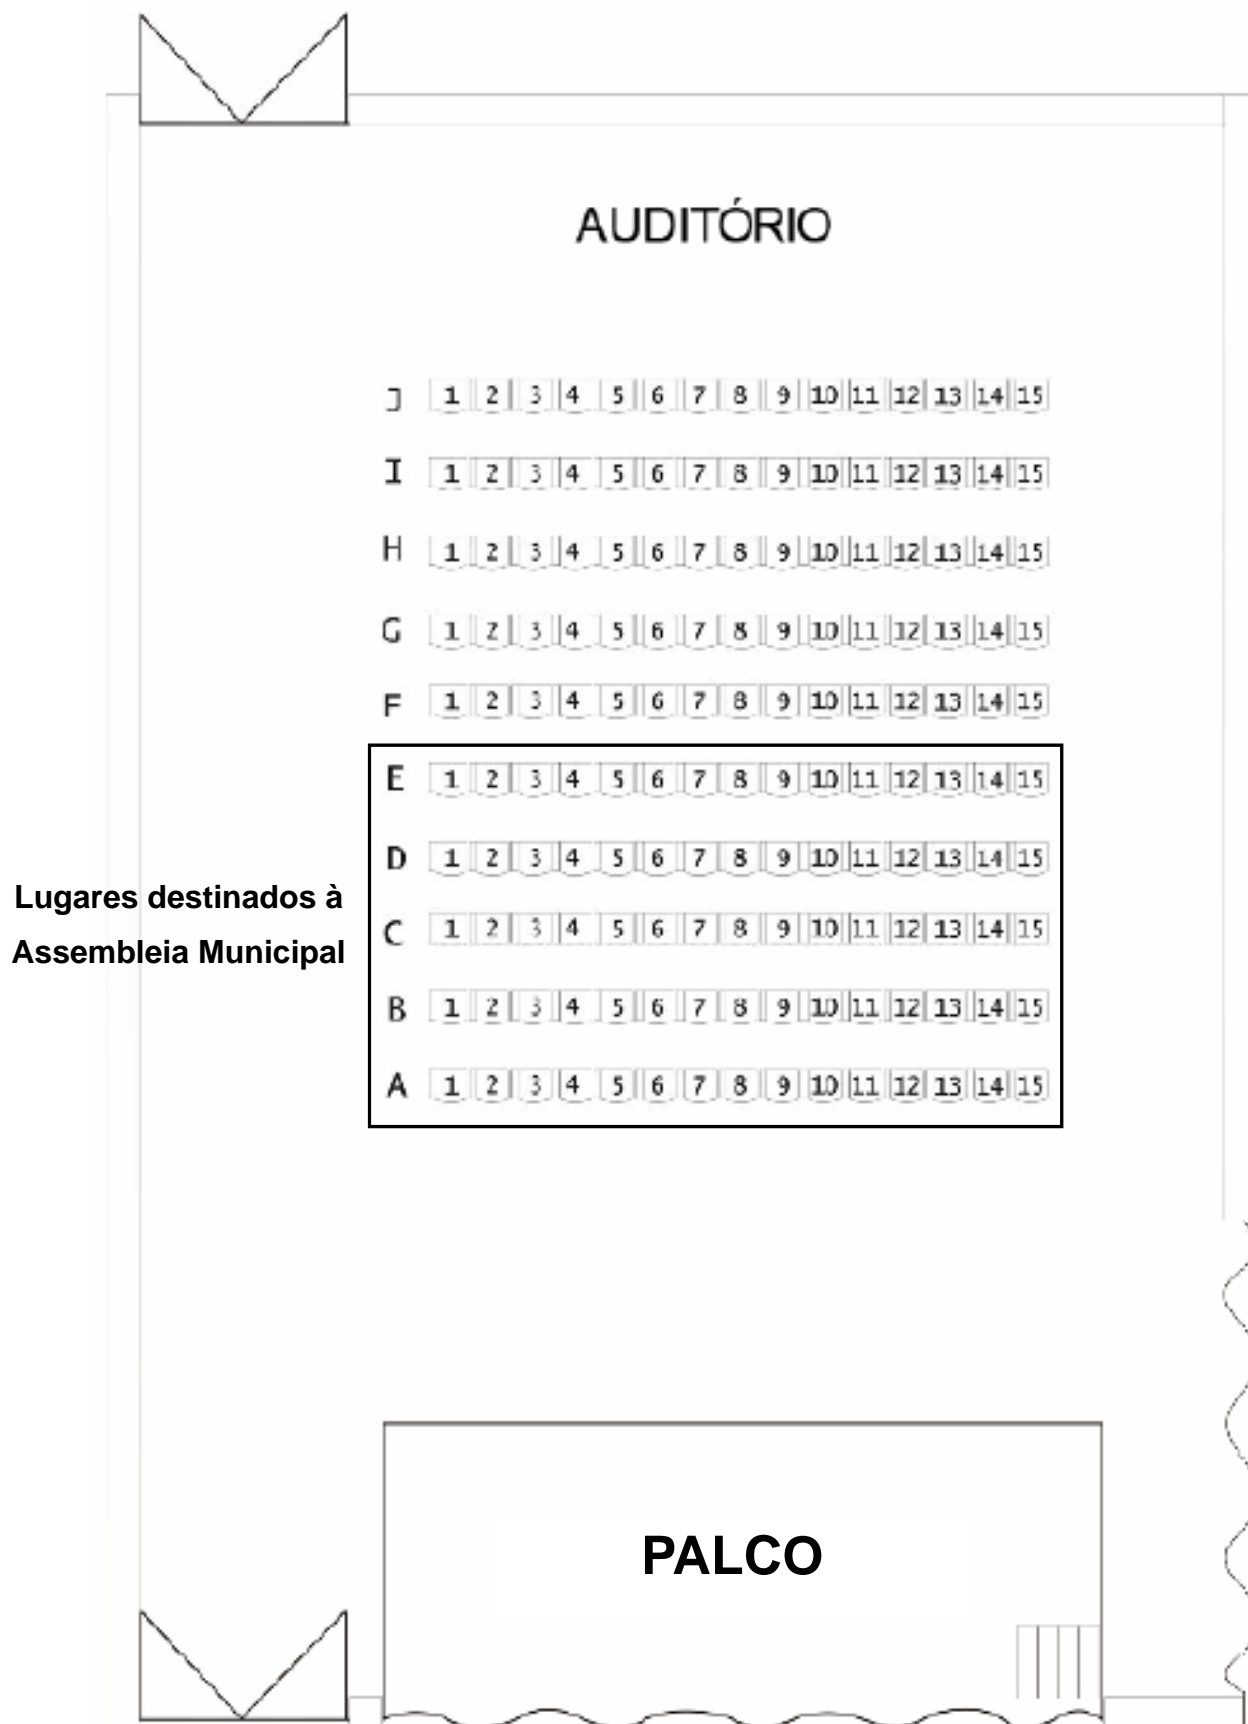 AUDITÓRIO
J 1 2 3 4 5 6 7 8 9 10 11 12 13 14 15
I 1 2 3 4 5 6 7 8 9 10 11 12 13 14 15
H 1 2 3 4 5 6 7 8 9 10 11 12 13 14 15
G 1 2 3 4 5 6 7 8 9 10 11 12 13 14 15
F 1 2 3 4 5 6 7 8 9 10 11 12 13 14 15
E 1 2 3 4 5 6 7 8 9 10 11 12 13 14 15
D 1 2 3 4 5 6 7 8 9 10 11 12 13 14 15
Lugares destinados à
Assembleia Municipal
C 1 2 3 4 5 6 7 8 9 10 11 12 13 14 15
B 1 2 3 4 5 6 7 8 9 10 11 12 13 14 15
A 1 2 3 4 5 6 7 8 9 10 11 12 13 14 15
PALCO